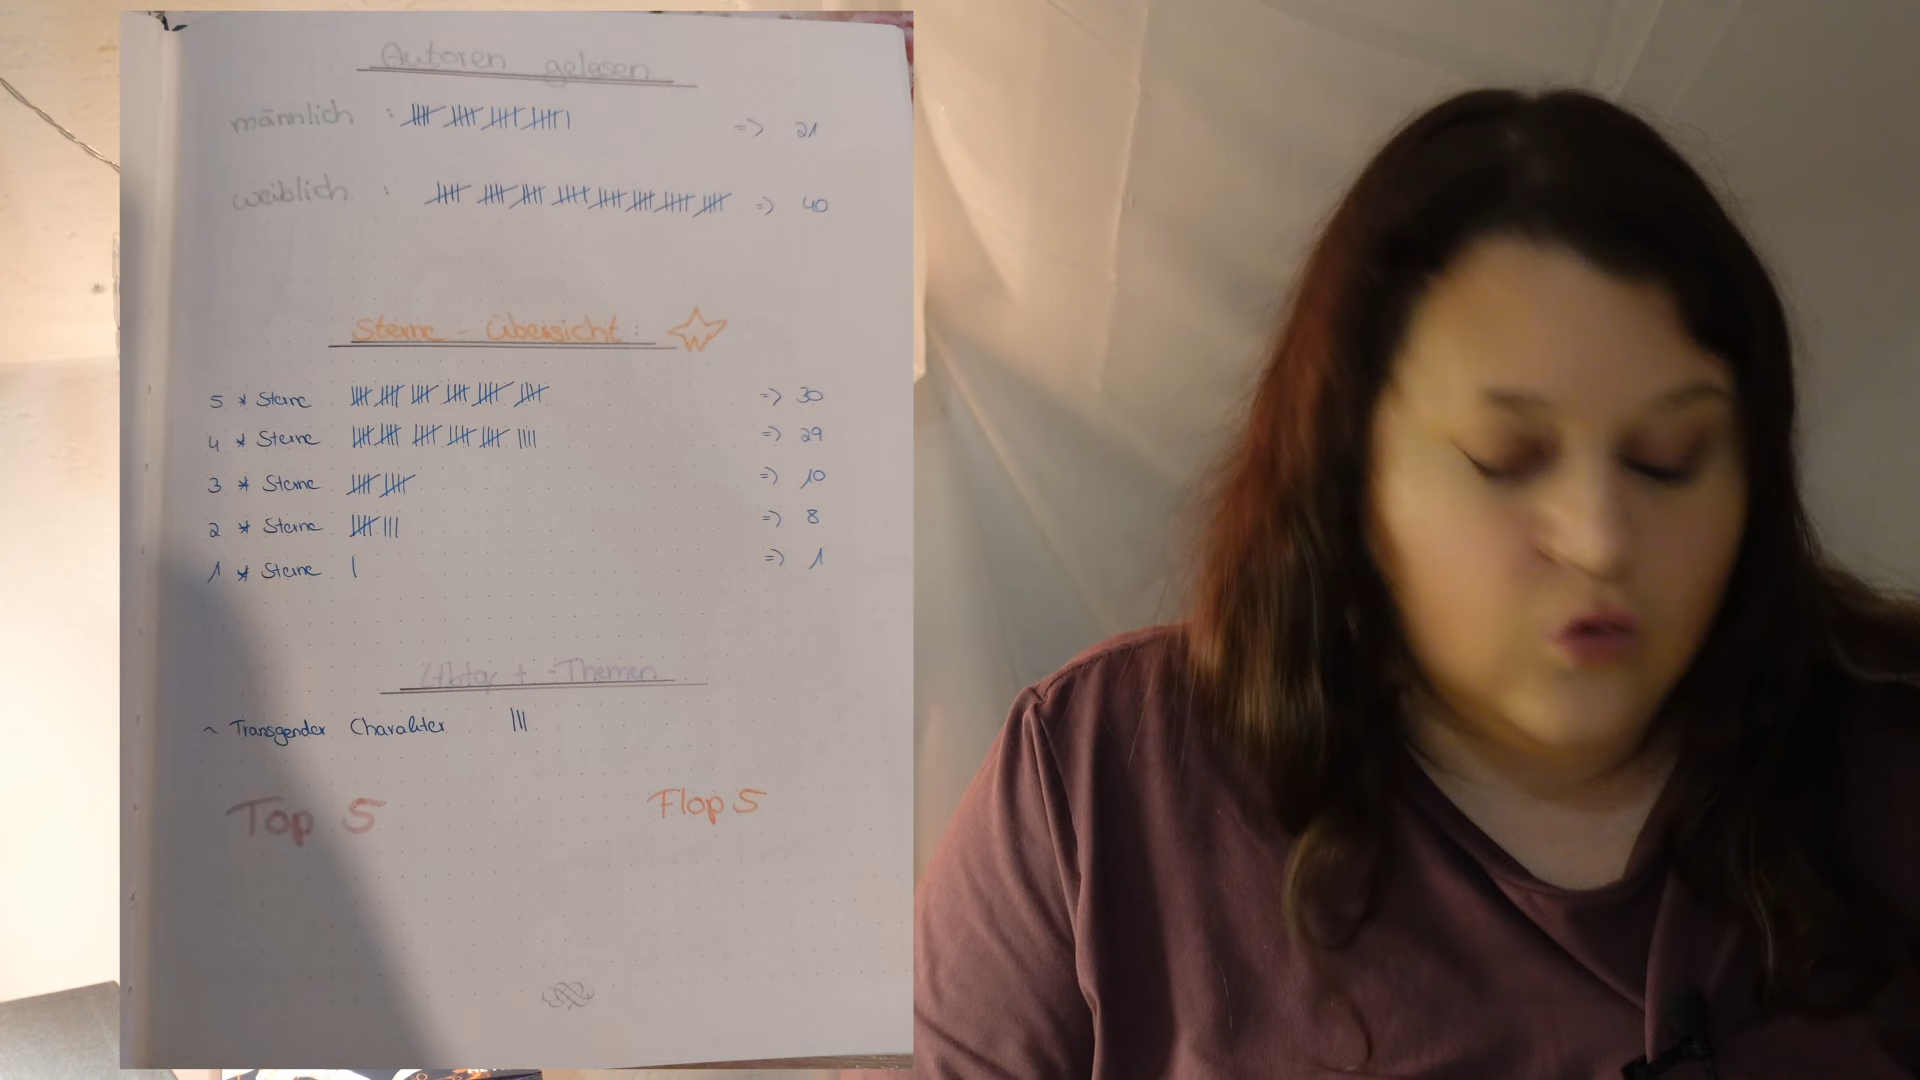 Autoren gelesen
männlich : => 21
weiblich : => 40
Sterne - Übersicht :
5 * Sterne => 30
4 * Sterne => 29
3 * Sterne => 10
2 * Sterne => 8
1 * Sterne => 1
+ -Themen
~ Transgender Charakter
Top 5
Flop 5